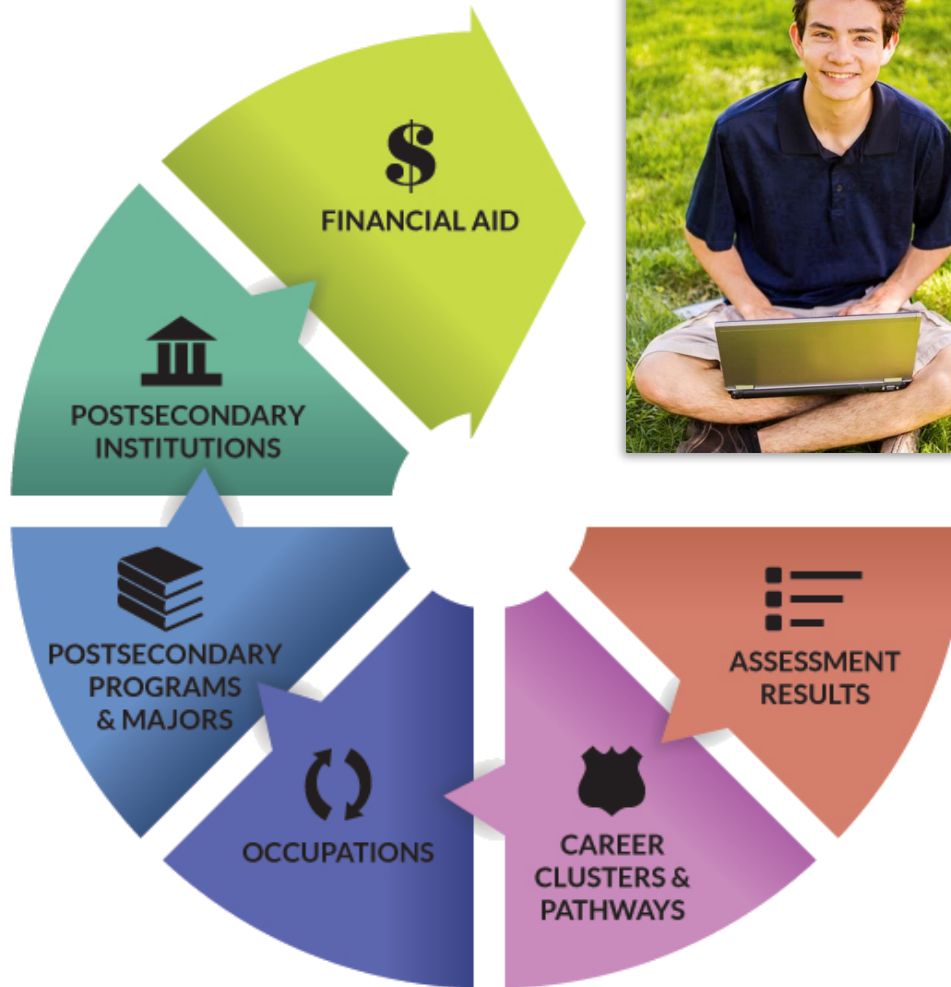 $
FINANCIAL AID
POSTSECONDARY
INSTITUTIONS
POSTSECONDARY
PROGRAMS
& MAJORS
OCCUPATIONS
CAREER
CLUSTERS &
PATHWAYS
ASSESSMENT
RESULTS